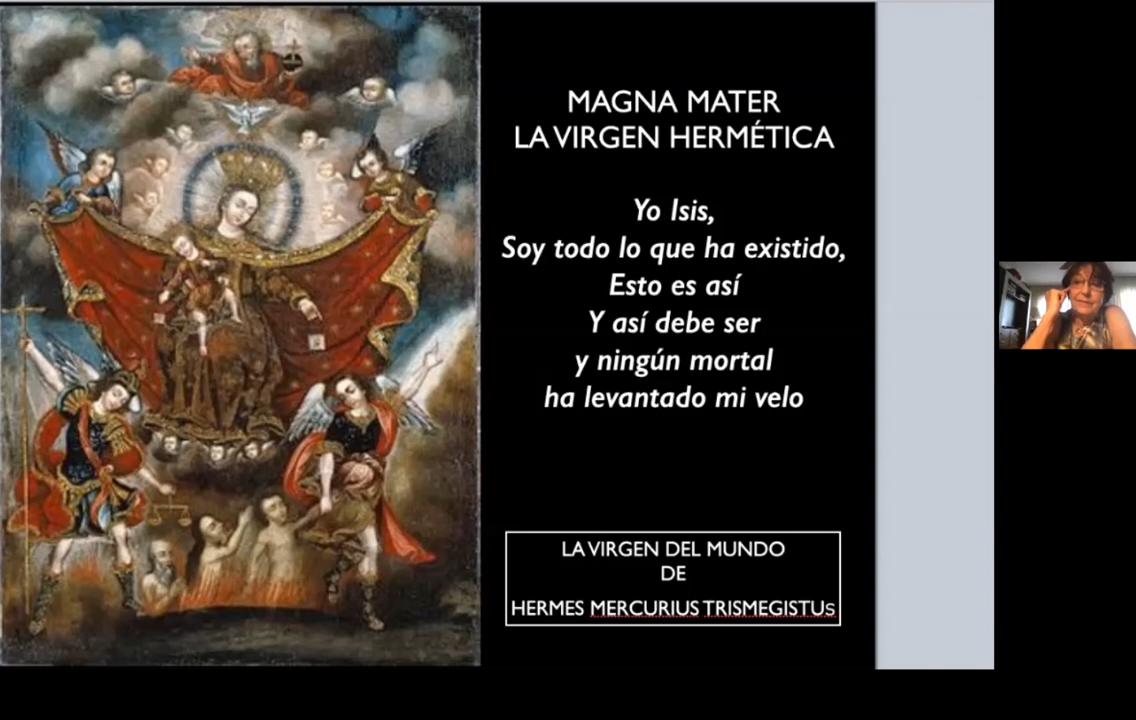 MAGNA MATER
LA VIRGEN HERMÉTICA
Yo Isis,
Soy todo lo que ha existido,
Esto es así
Y así debe ser
y ningún mortal
ha levantado mi velo
LA VIRGEN DEL MUNDO
DE
HERMES MERCURIUS TRISMEGISTUs